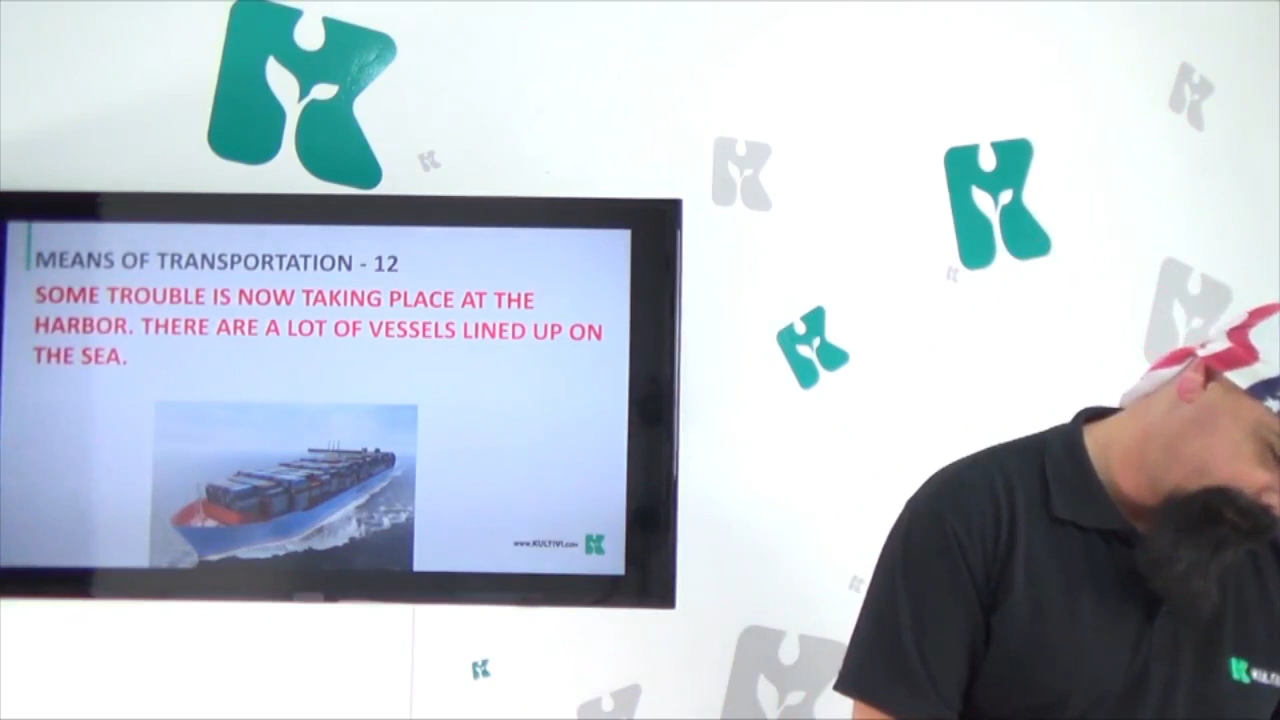 MEANS OF TRANSPORTATION - 12
SOME TROUBLE IS NOW TAKING PLACE AT THE
HARBOR. THERE ARE A LOT OF VESSELS LINED UP ON
THE SEA.
www.KULTIVI.com